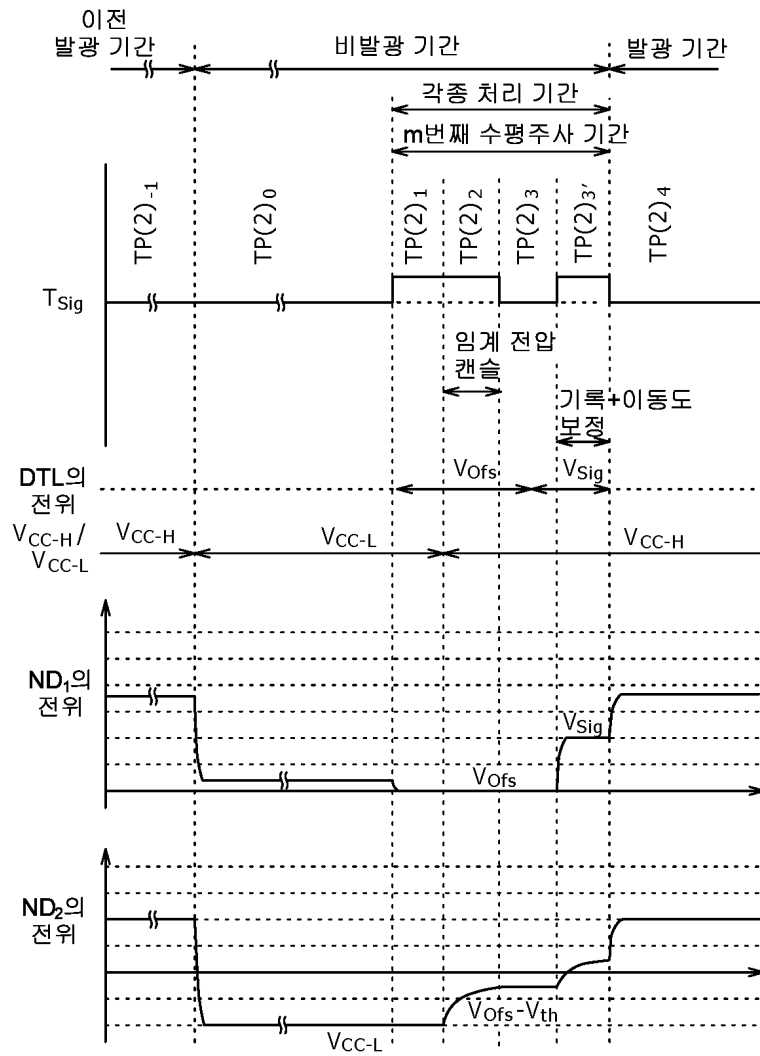 이전
발광 기간
비발광 기간
발광 기간
각종 처리 기간
m번째 수평주사 기간
TP(2)-1
TP(2)0
TP(2)1
TP(2)2
TP(2)3
TP(2)3'
TP(2)4
TSig
임계 전압
캔슬
기록+이동도
보정
DTL의
전위
VOfs
VSig
VCC-H /
VCC-L
VCC-H
VCC-L
VCC-H
ND1의
전위
VSig
VOfs
ND2의
전위
VOfs-Vth
VCC-L